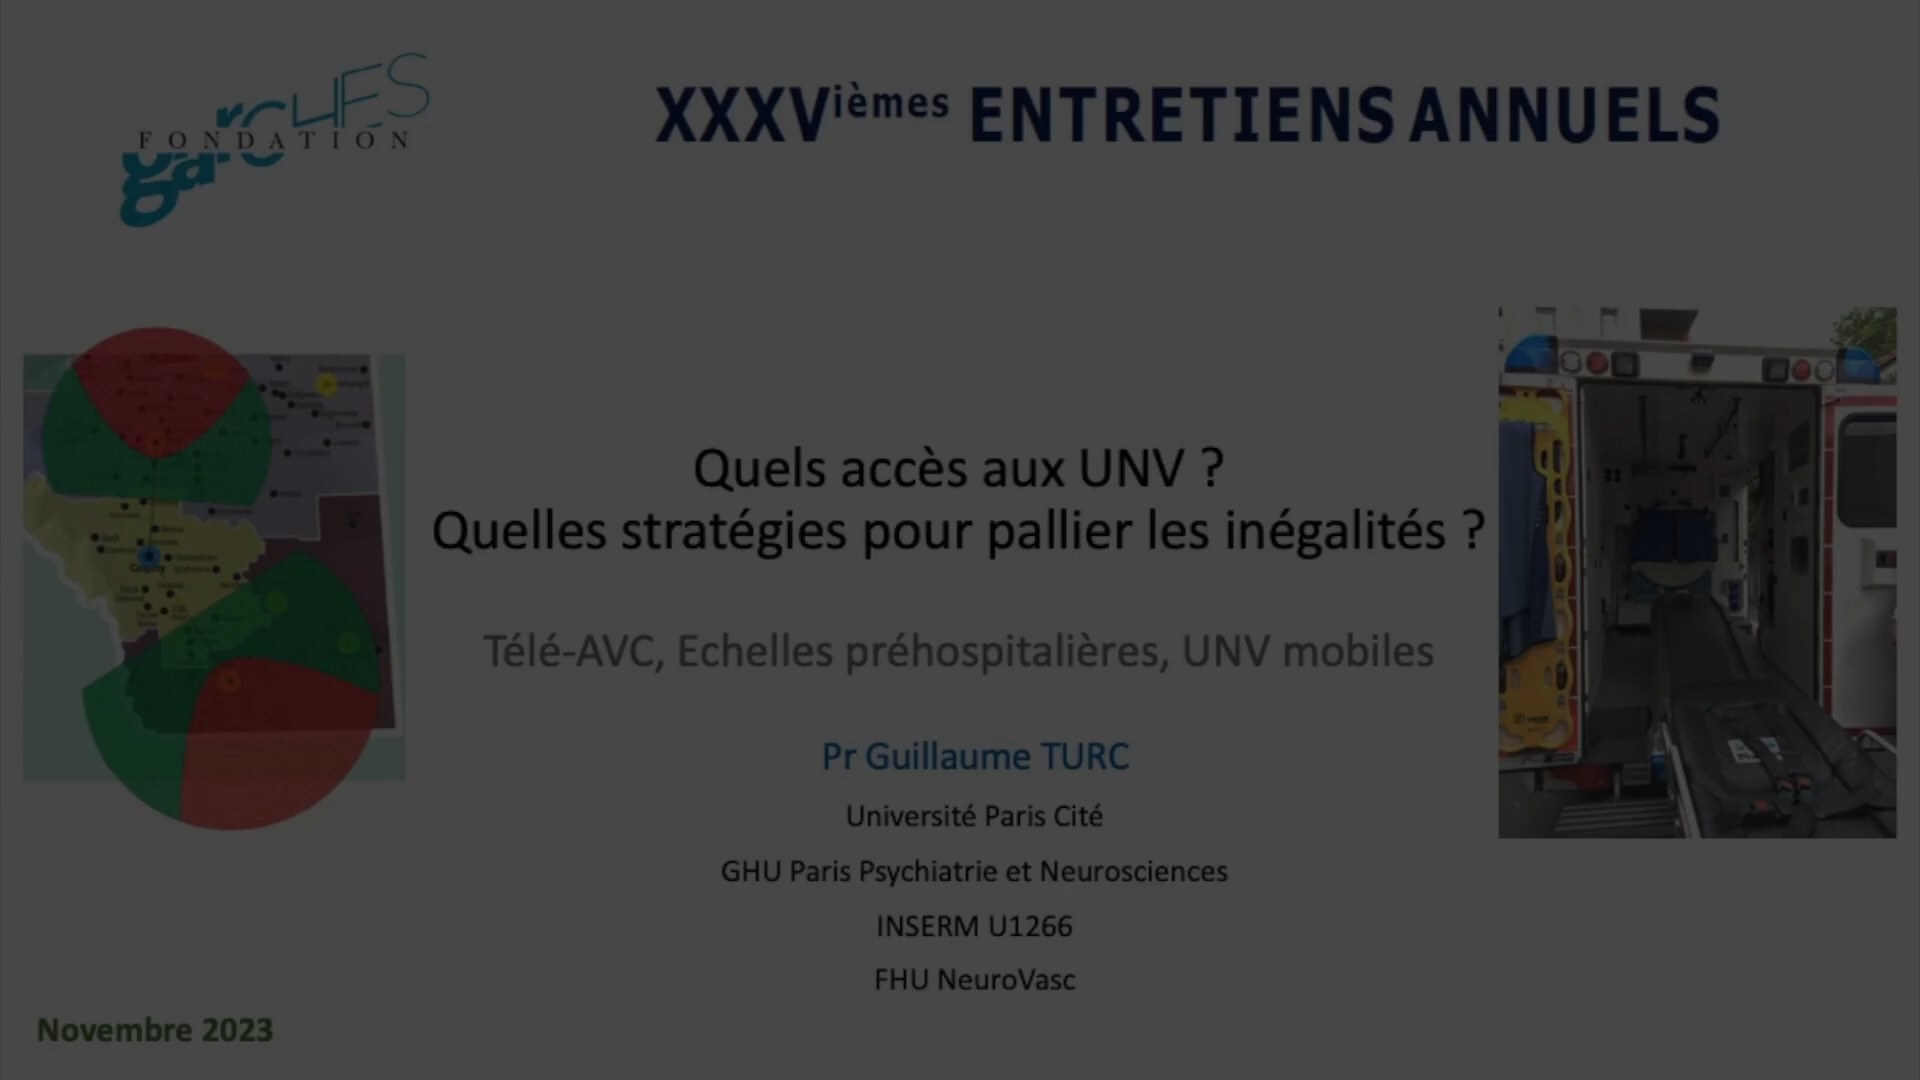 garcHES
FONDATION
XXXVièmes ENTRETIENS ANNUELS
Quels accès aux UNV ?
Quelles stratégies pour pallier les inégalités ?
Télé-AVC, Echelles préhospitalières, UNV mobiles
Pr Guillaume TURC
Université Paris Cité
GHU Paris Psychiatrie et Neurosciences
INSERM U1266
FHU NeuroVasc
Novembre 2023
Calgary